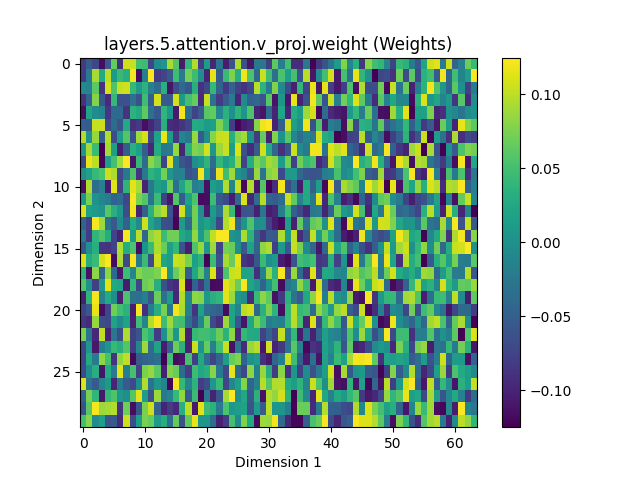 layers.5.attention.v_proj.weight (Weights)
0
5
10
15
20
25
Dimension 2
0 10 20 30 40 50 60
Dimension 1
0.10
0.05
0.00
−0.05
−0.10